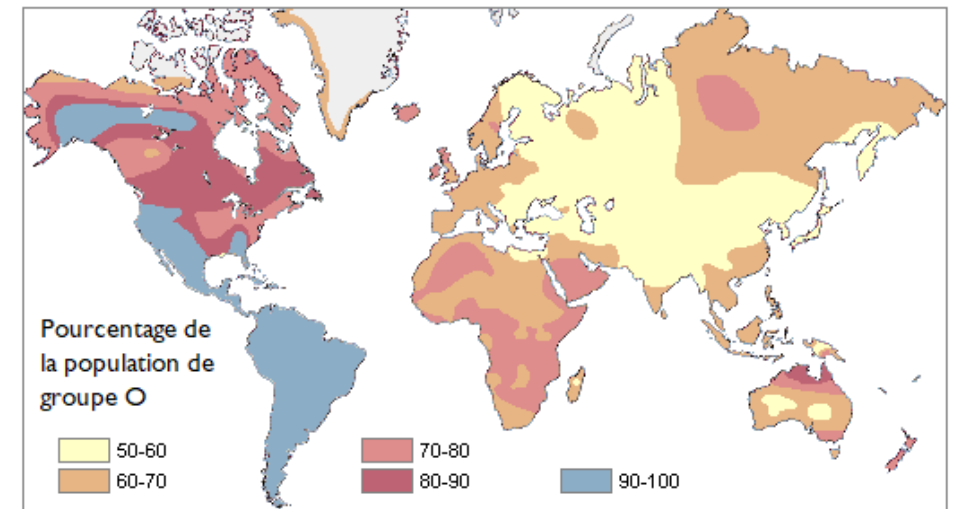 Pourcentage de
la population de
groupe O
50-60
60-70
70-80
80-90
90-100